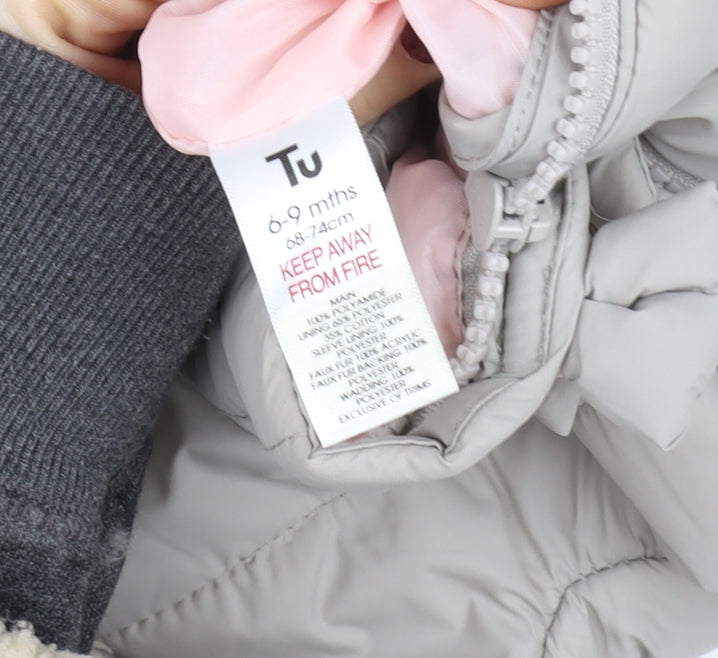 Tu
6-9 mths
68-74cm
KEEP AWAY
FROM FIRE
MAIN
100% POLYAMIDE
LINING 65% POLYESTER
35% COTTON
SLEEVE LINING 100%
POLYESTER
FAUX FUR 100% ACRYLIC
FAUX FUR BACKING 100%
POLYESTER
WADDING 100%
POLYESTER
EXCLUSIVE OF TRIMS